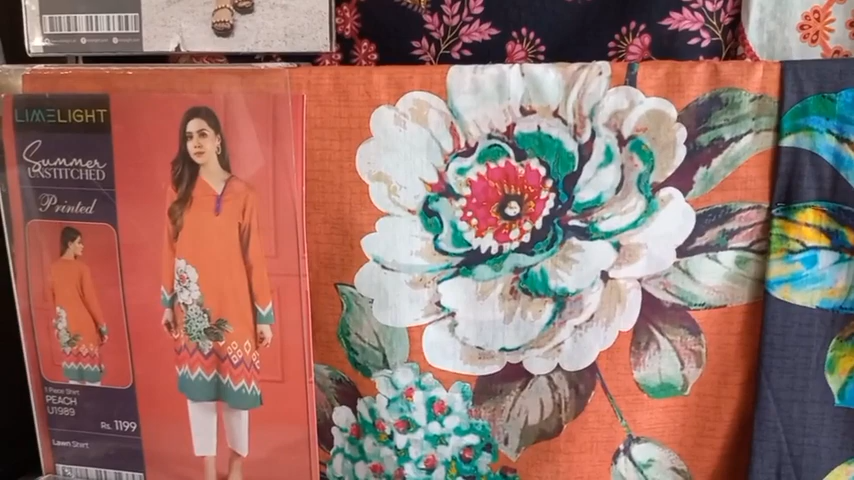 LIMELIGHT
Summer
UNSTITCHED
Printed
1 Piece Shirt
PEACH
U1989
Rs. 1199
Lawn Shirt